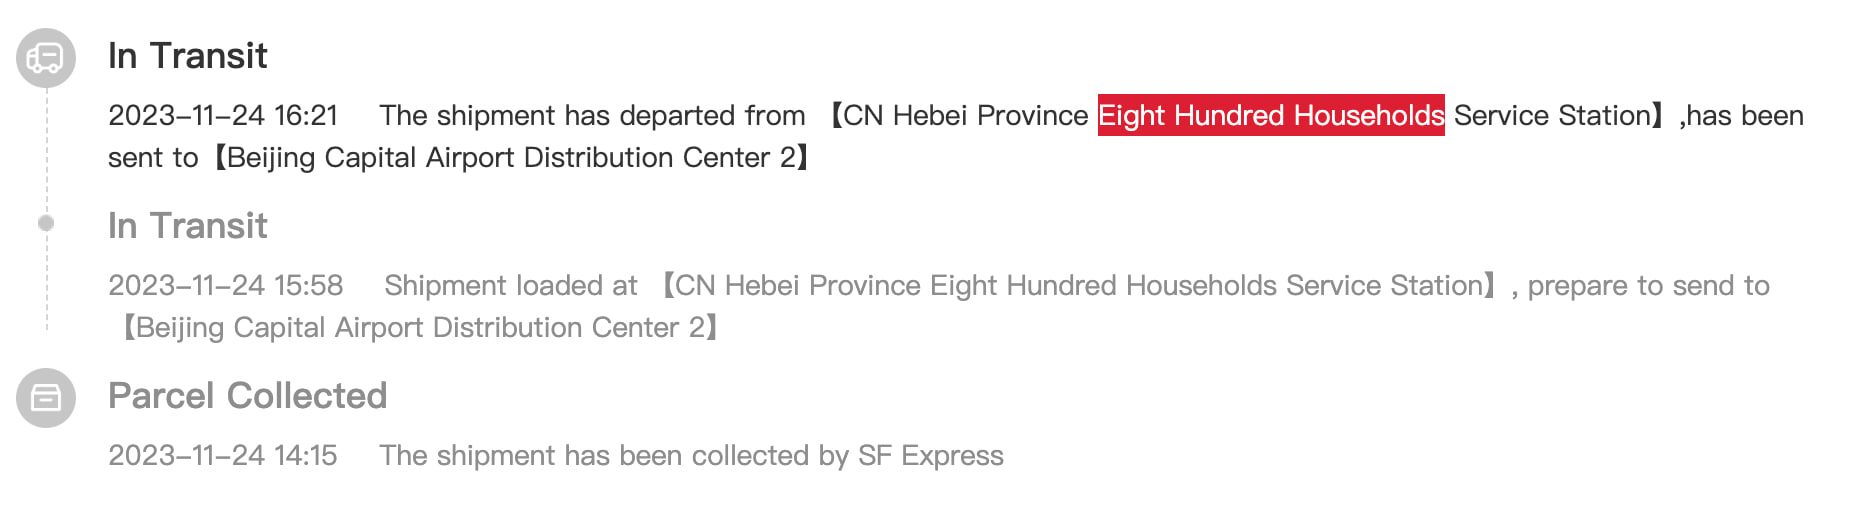 In Transit
2023-11-24 16:21 The shipment has departed from 【CN Hebei Province Eight Hundred Households Service Station】,has been
sent to【Beijing Capital Airport Distribution Center 2】
In Transit
2023-11-24 15:58 Shipment loaded at 【CN Hebei Province Eight Hundred Households Service Station】, prepare to send to
【Beijing Capital Airport Distribution Center 2】
Parcel Collected
2023-11-24 14:15 The shipment has been collected by SF Express